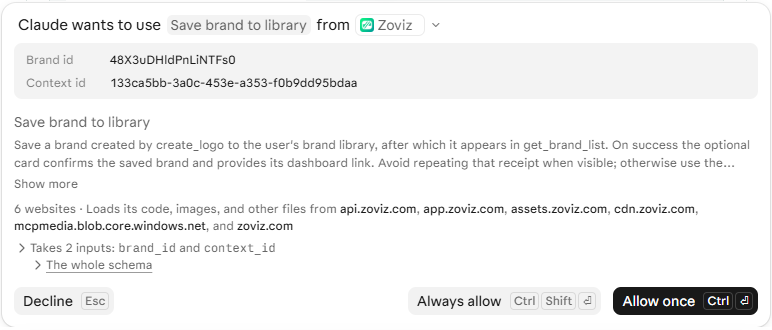 Claude wants to use Save brand to library from Zoviz
Brand id 48X3uDHldPnLiNTFs0
Context id 133ca5bb-3a0c-453e-a353-f0b9dd95bdaa
Save brand to library
Save a brand created by create_logo to the user's brand library, after which it appears in get_brand_list. On success the optional
card confirms the saved brand and provides its dashboard link. Avoid repeating that receipt when visible; otherwise use the...
Show more
6 websites · Loads its code, images, and other files from api.zoviz.com, app.zoviz.com, assets.zoviz.com, cdn.zoviz.com,
mcpmedia.blob.core.windows.net, and zoviz.com
Takes 2 inputs: brand_id and context_id
The whole schema
Decline Esc Always allow Ctrl Shift ⏎ Allow once Ctrl ⏎